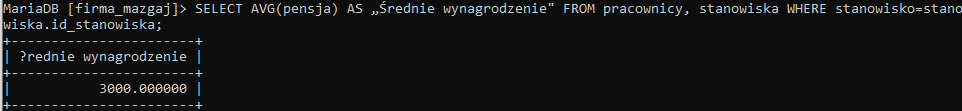 MariaDB [firma_mazgaj]> SELECT AVG(pensja) AS „Średnie wynagrodzenie" FROM pracownicy, stanowiska WHERE stanowisko=stano
wiska.id_stanowiska;
+-----------------------+
| ?rednie wynagrodzenie |
+-----------------------+
|           3000.000000 |
+-----------------------+